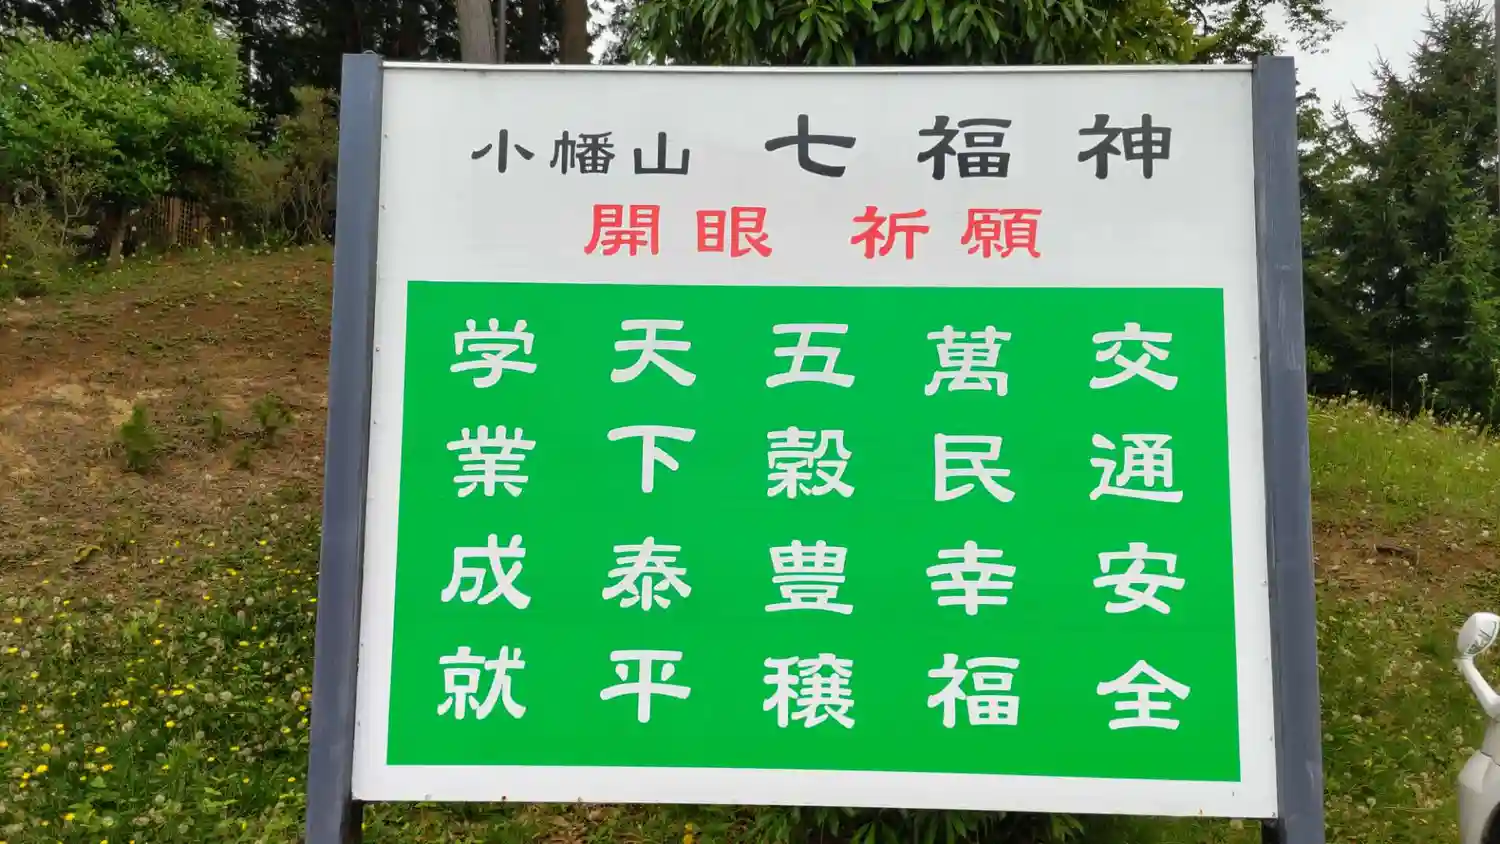 小幡山 七福神
開眼 祈願
交通安全
萬民幸福
五穀豊穣
天下泰平
学業成就